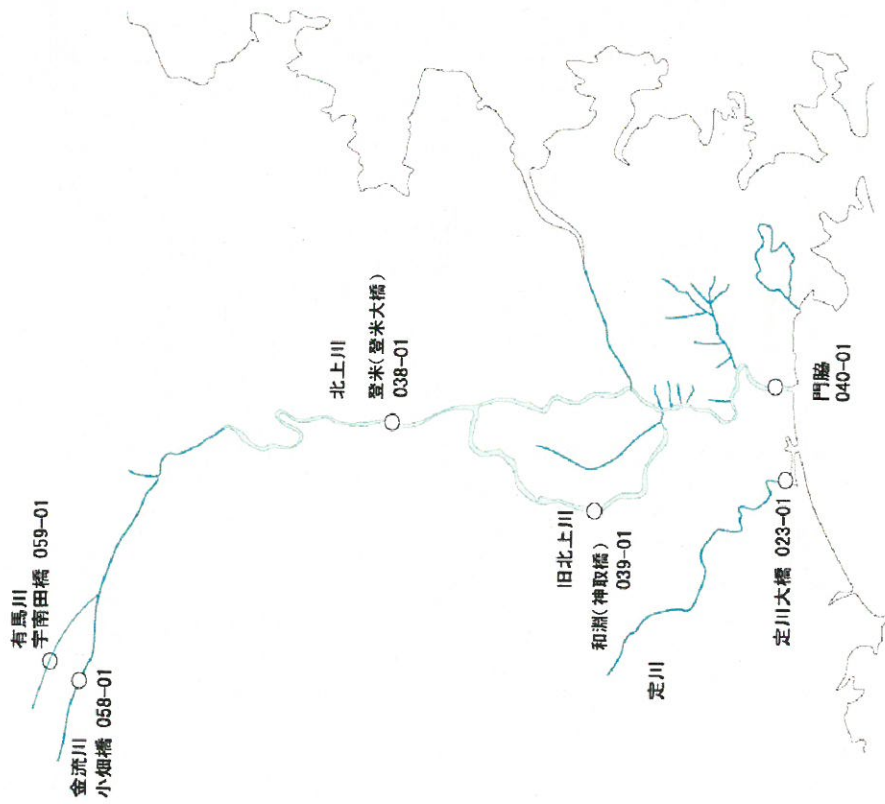 有馬川
宇南田橋 059-01
金流川
小畑橋 058-01
北上川
登米(登米大橋)
038-01
旧北上川
和渕(神取橋)
039-01
定川
定川大橋 023-01
門脇
040-01